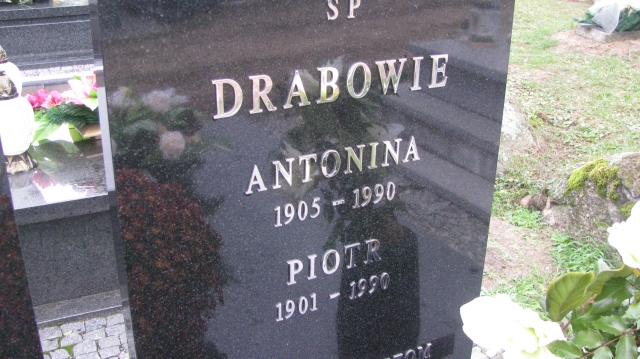 SP
DRABOWIE
ANTONINA
1905 - 1990
PIOTR
1901 - 1990